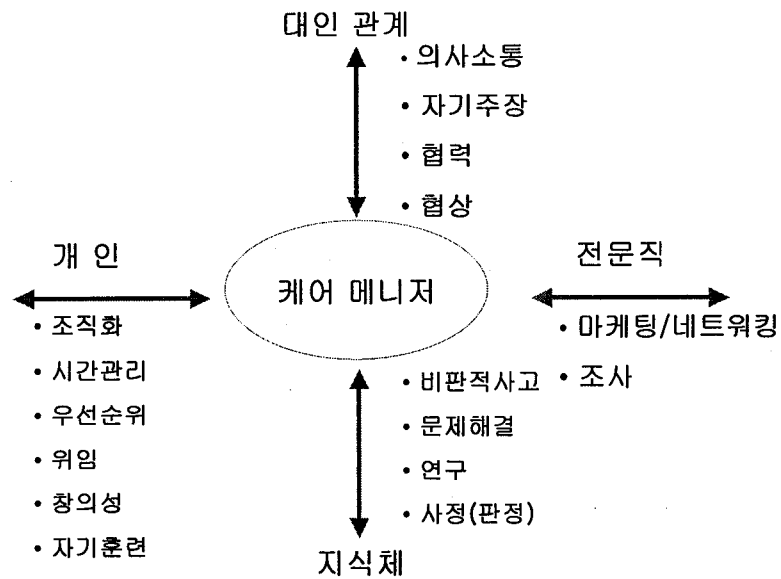 대인 관계
• 의사소통
• 자기주장
• 협력
• 협상
개 인
• 조직화
• 시간관리
• 우선순위
• 위임
• 창의성
• 자기훈련
케어 메니저
전문직
• 마케팅/네트워킹
• 조사
• 비판적사고
• 문제해결
• 연구
• 사정(판정)
지식체